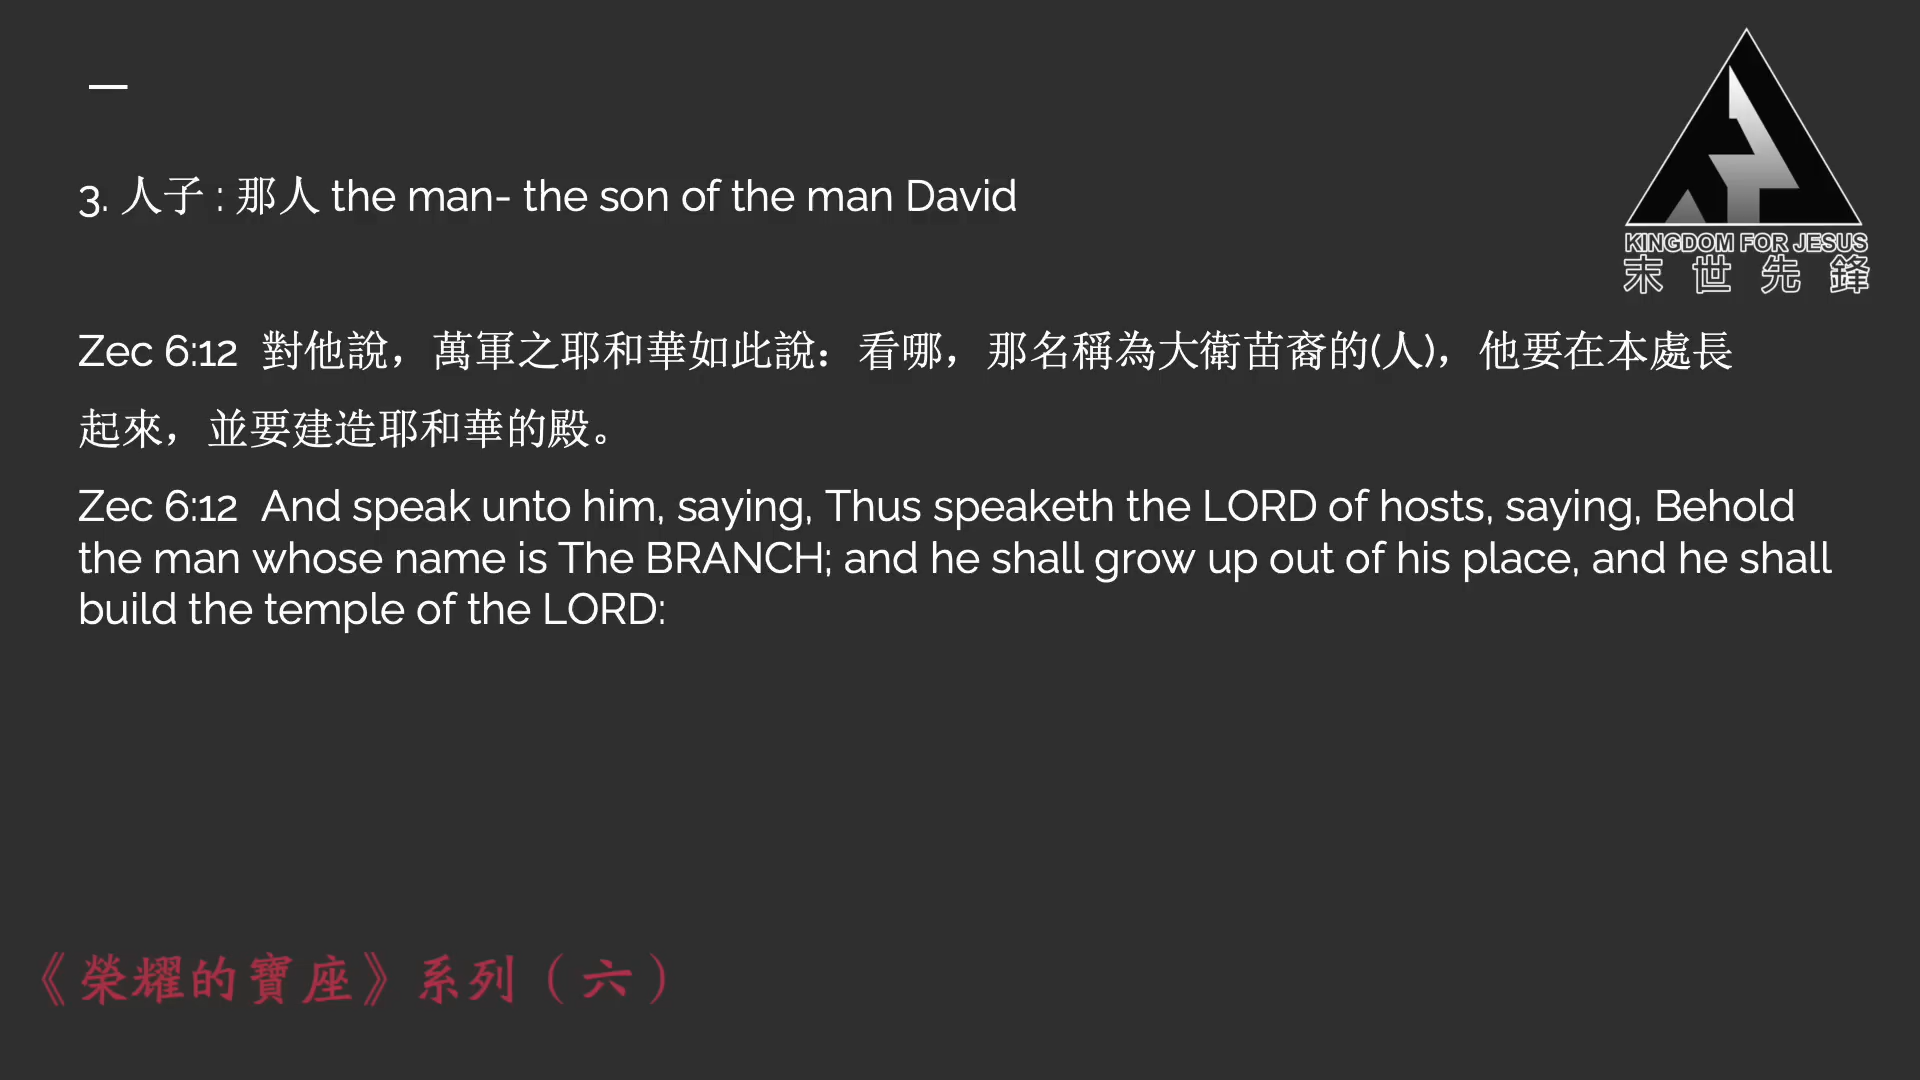 3. 人子 : 那人 the man- the son of the man David
KINGDOM FOR JESUS
末世先鋒
Zec 6:12 對他說，萬軍之耶和華如此說：看哪，那名稱為大衛苗裔的(人)，他要在本處長
起來，並要建造耶和華的殿。
Zec 6:12 And speak unto him, saying, Thus speaketh the LORD of hosts, saying, Behold
the man whose name is The BRANCH; and he shall grow up out of his place, and he shall
build the temple of the LORD:
《榮耀的寶座》系列（六）